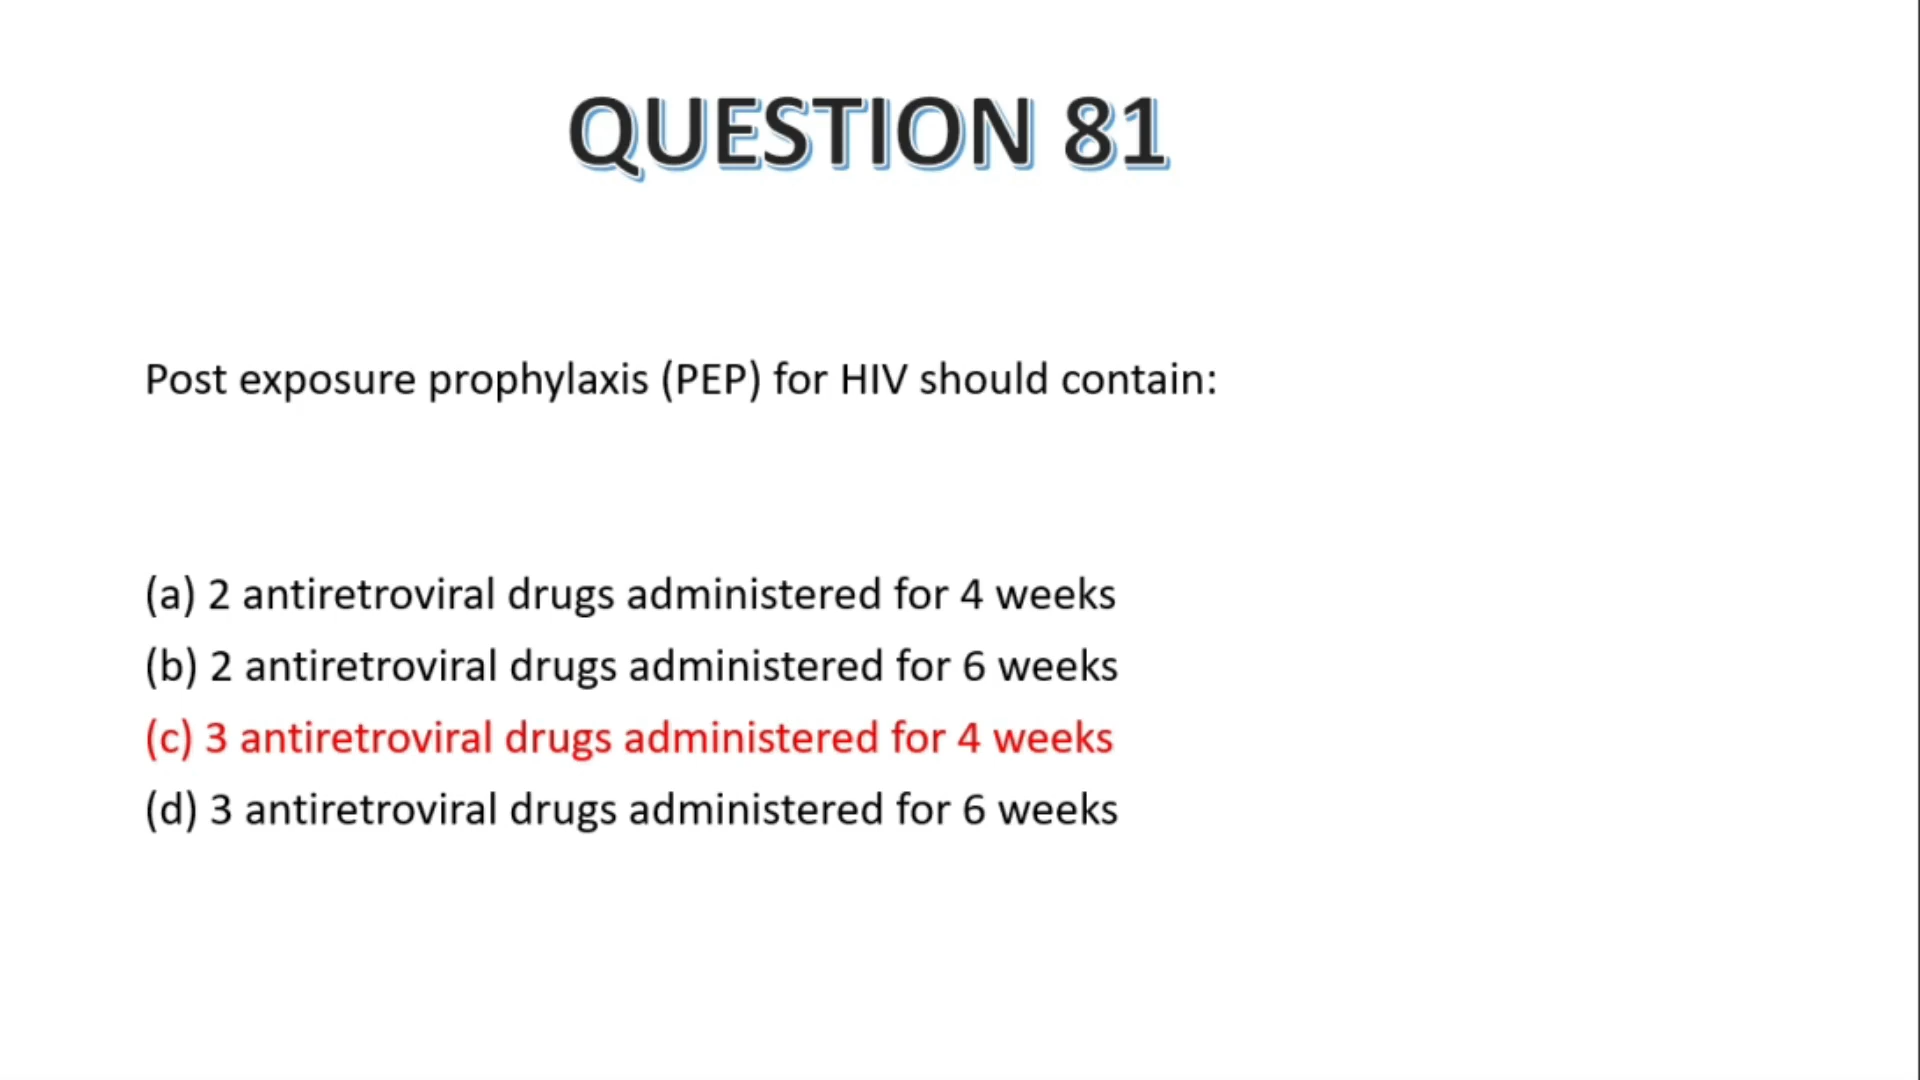 QUESTION 81
Post exposure prophylaxis (PEP) for HIV should contain:
(a) 2 antiretroviral drugs administered for 4 weeks
(b) 2 antiretroviral drugs administered for 6 weeks
(c) 3 antiretroviral drugs administered for 4 weeks
(d) 3 antiretroviral drugs administered for 6 weeks